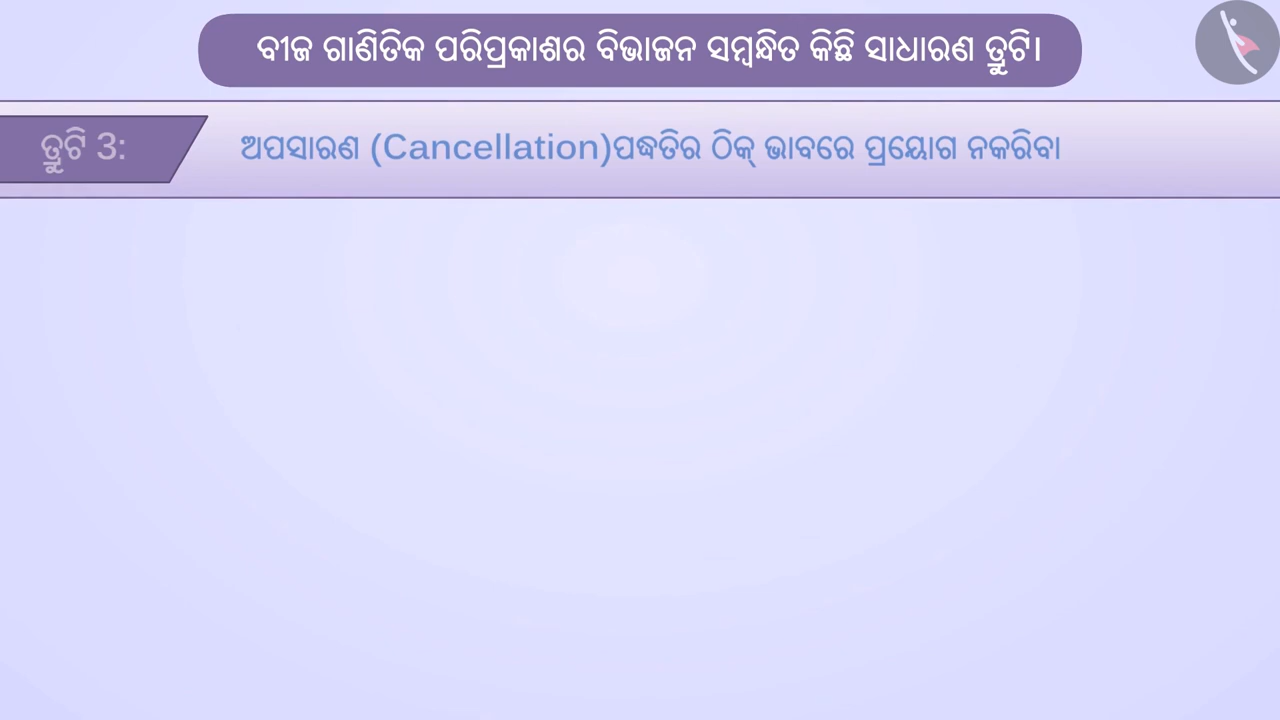 ବୀଜ ଗାଣିତିକ ପରିପ୍ରକାଶର ବିଭାଜନ ସମ୍ବନ୍ଧିତ କିଛି ସାଧାରଣ ତ୍ରୁଟି।
ତ୍ରୁଟି 3:
ଅପସାରଣ (Cancellation)ପଦ୍ଧତିର ଠିକ୍ ଭାବରେ ପ୍ରୟୋଗ ନକରିବା